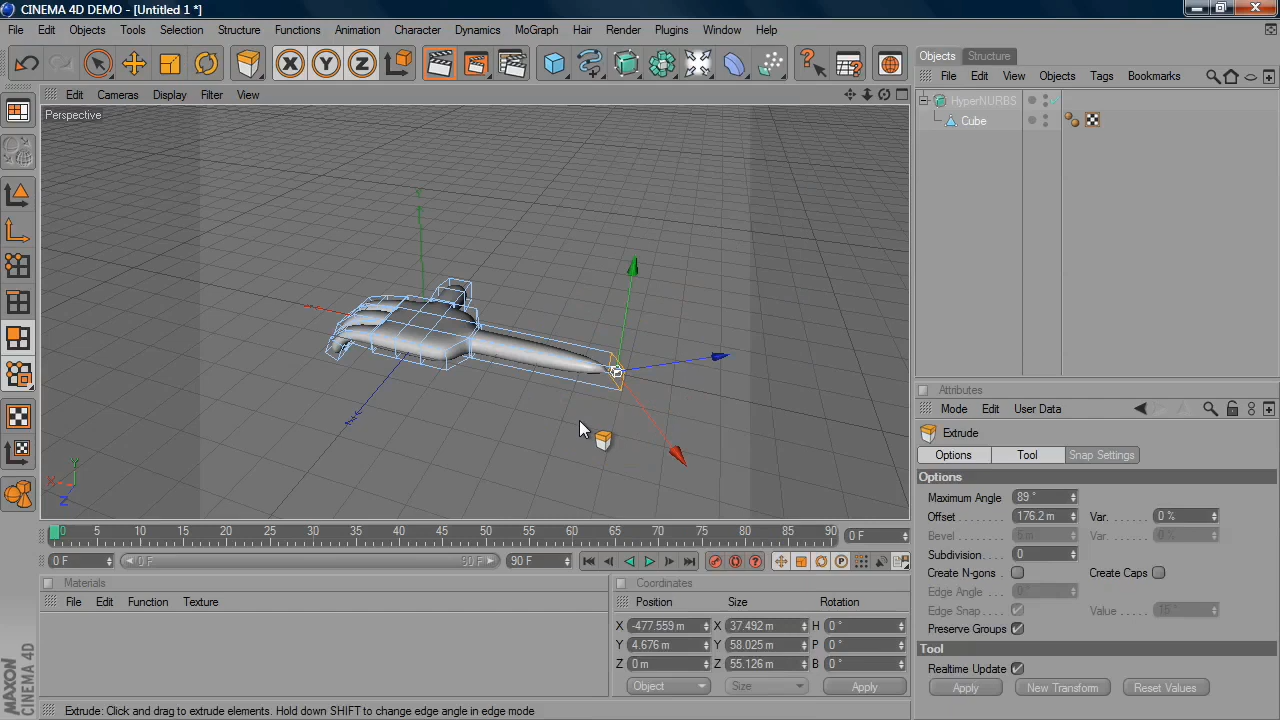 CINEMA 4D DEMO - [Untitled 1 *]
File Edit Objects Tools Selection Structure Functions Animation Character Dynamics MoGraph Hair Render Plugins Window Help
X Y Z
Objects Structure
File Edit View Objects Tags Bookmarks
HyperNURBS
Cube
Edit Cameras Display Filter View
Perspective
Y
Y
X
Z
Attributes
Mode Edit User Data
Extrude
Options Tool Snap Settings
Options
Maximum Angle 89 °
Offset 176.2 m Var. 0 %
Bevel 5 m Var. 0 %
Subdivision 0
Create N-gons Create Caps
Edge Angle 0 °
Edge Snap Value 15 °
Preserve Groups
Tool
Realtime Update
Apply New Transform Reset Values
0 5 10 15 20 25 30 35 40 45 50 55 60 65 70 75 80 85 90 0 F
0 F 0 F 90 F 90 F
Materials
File Edit Function Texture
Coordinates
Position Size Rotation
X -477.559 m X 37.492 m H 0 °
Y 4.676 m Y 58.025 m P 0 °
Z 0 m Z 55.126 m B 0 °
Object Size Apply
MAXON
CINEMA 4D
Extrude: Click and drag to extrude elements. Hold down SHIFT to change edge angle in edge mode